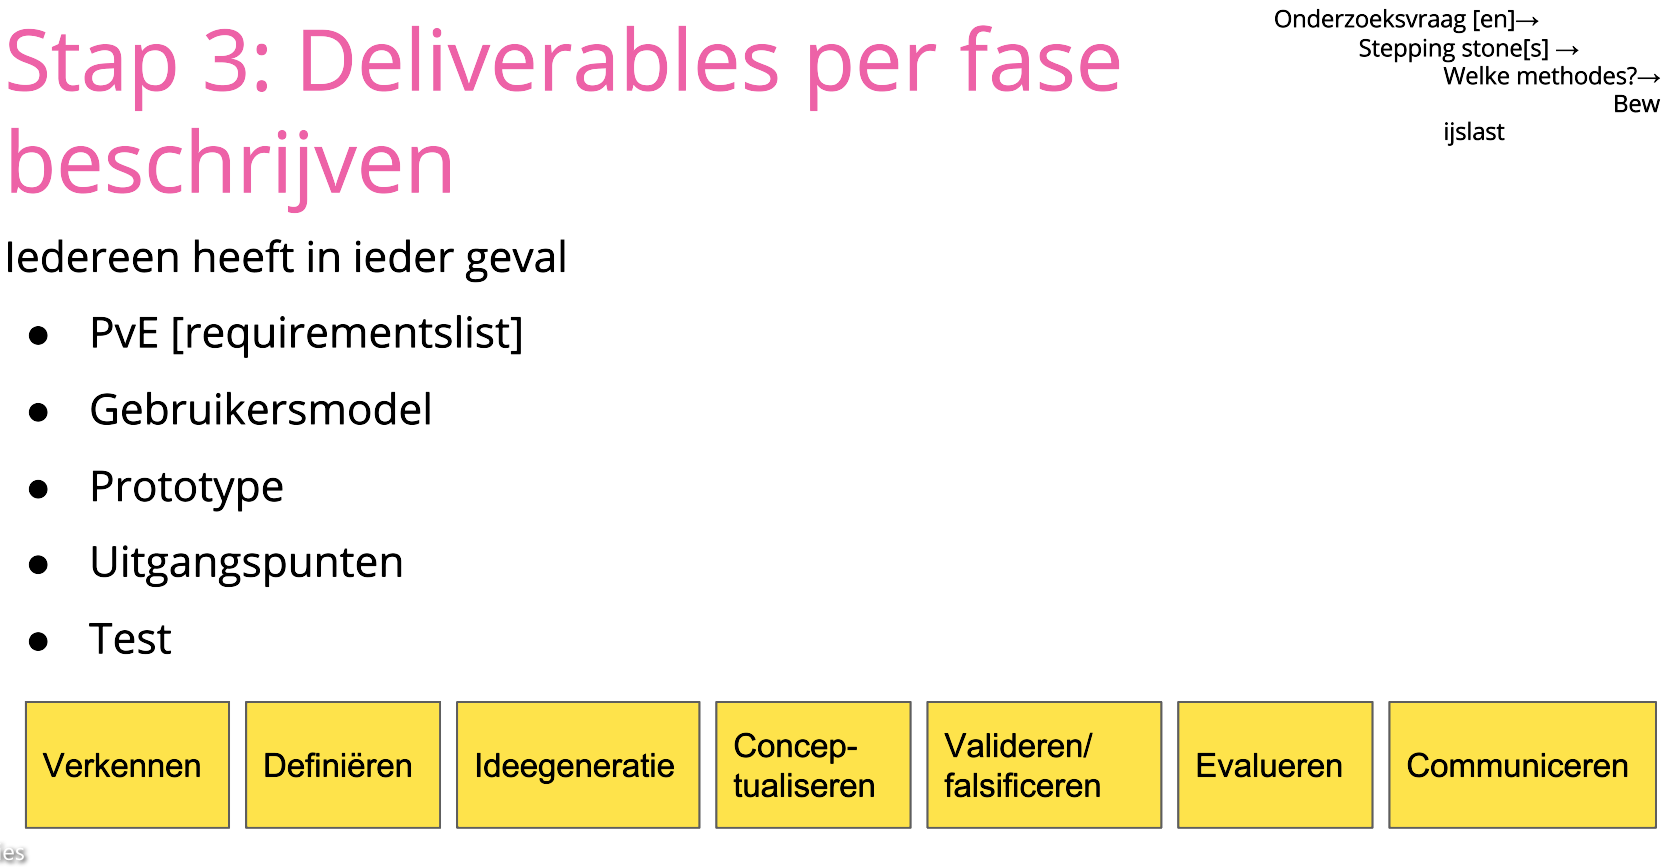 Stap 3: Deliverables per fase
beschrijven
Onderzoeksvraag [en]→
Stepping stone[s] →
Welke methodes?→
Bew
ijslast
Iedereen heeft in ieder geval
● PvE [requirementslist]
● Gebruikersmodel
● Prototype
● Uitgangspunten
● Test
Verkennen
Definiëren
Ideegeneratie
Concep-
tualiseren
Valideren/
falsificeren
Evalueren
Communiceren
ies